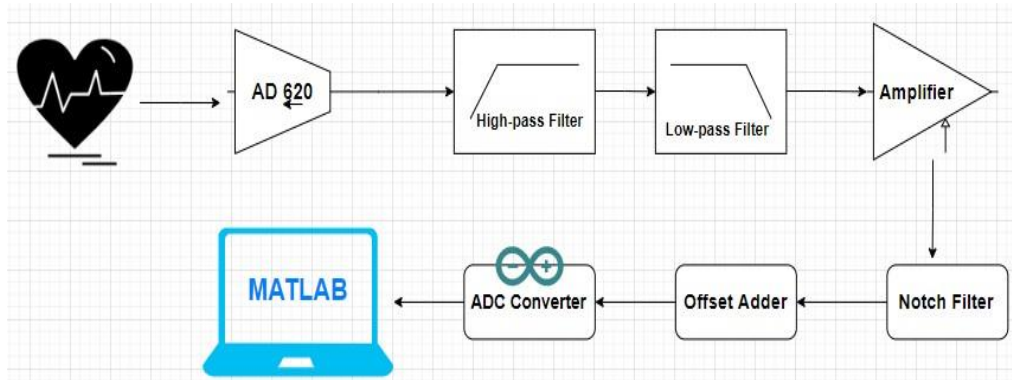 AD 620
High-pass Filter
Low-pass Filter
Amplifier
MATLAB
ADC Converter
Offset Adder
Notch Filter